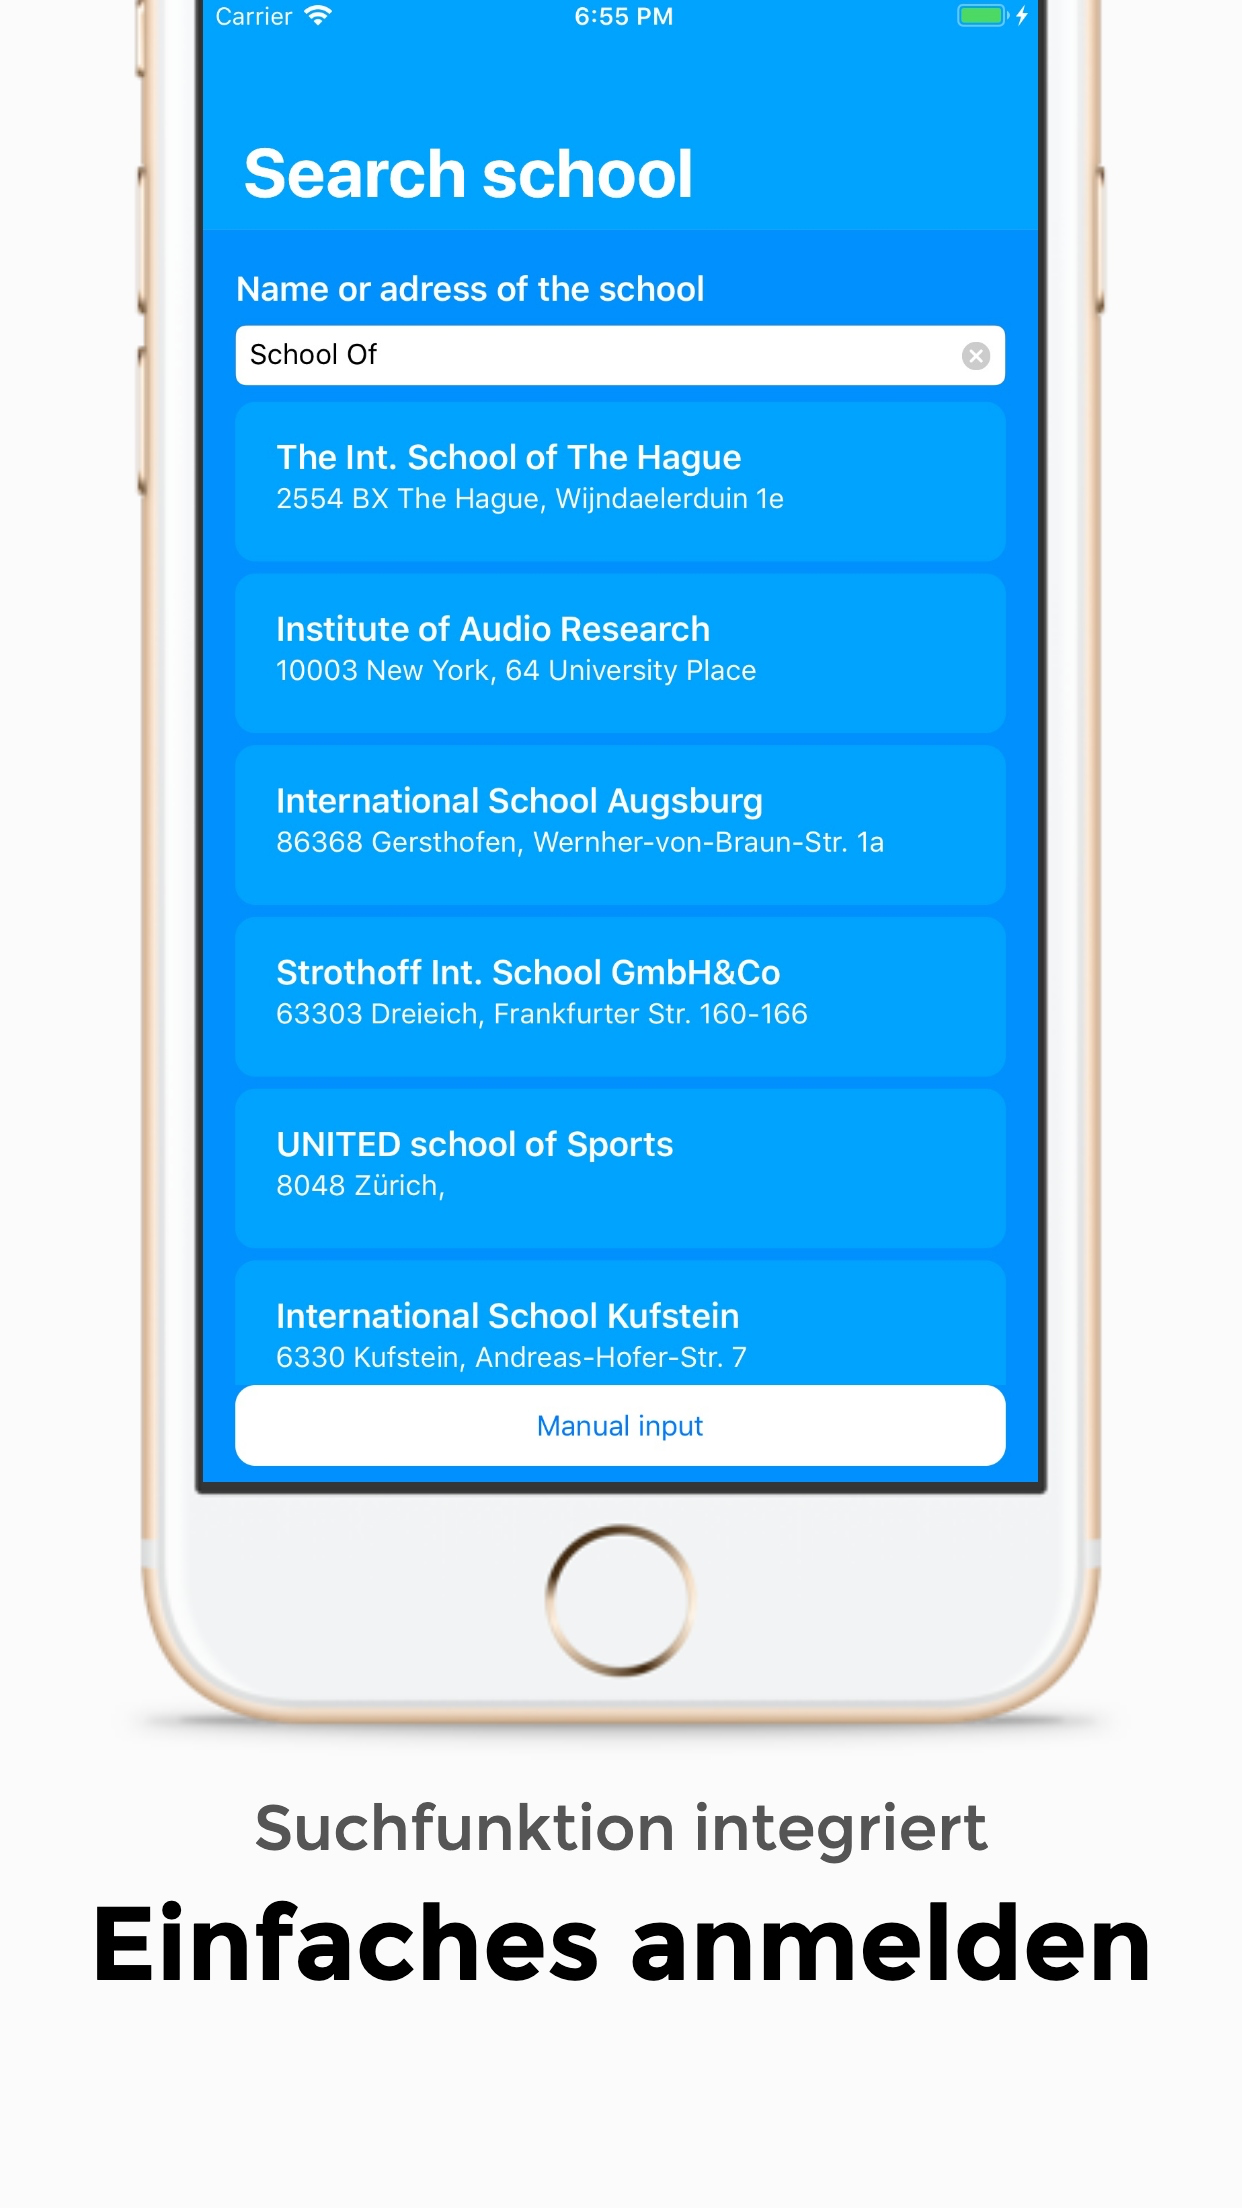 Carrier
6:55 PM
Search school
Name or adress of the school
School Of
The Int. School of The Hague
2554 BX The Hague, Wijndaelerduin 1e
Institute of Audio Research
10003 New York, 64 University Place
International School Augsburg
86368 Gersthofen, Wernher-von-Braun-Str. 1a
Strothoff Int. School GmbH&Co
63303 Dreieich, Frankfurter Str. 160-166
UNITED school of Sports
8048 Zürich,
International School Kufstein
6330 Kufstein, Andreas-Hofer-Str. 7
Manual input
Suchfunktion integriert
Einfaches anmelden